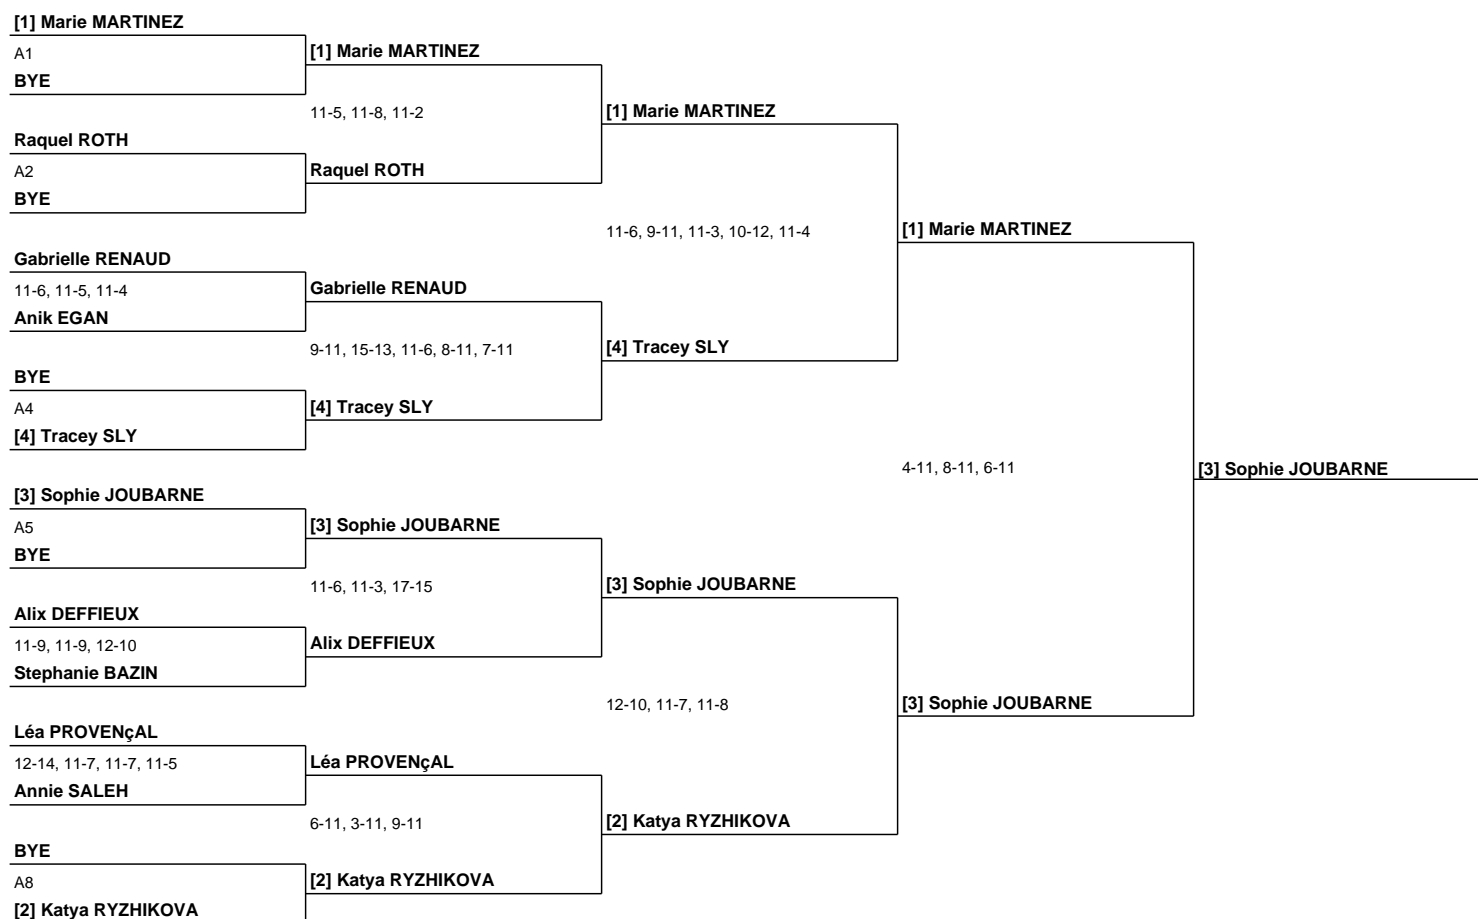 [1] Marie MARTINEZ
A1
BYE
Raquel ROTH
A2
BYE
Gabrielle RENAUD
11-6, 11-5, 11-4
Anik EGAN
BYE
A4
[4] Tracey SLY
[3] Sophie JOUBARNE
A5
BYE
Alix DEFFIEUX
11-9, 11-9, 12-10
Stephanie BAZIN
Léa PROVENçAL
12-14, 11-7, 11-7, 11-5
Annie SALEH
BYE
A8
[2] Katya RYZHIKOVA
[1] Marie MARTINEZ
11-5, 11-8, 11-2
Raquel ROTH
Gabrielle RENAUD
9-11, 15-13, 11-6, 8-11, 7-11
[4] Tracey SLY
[3] Sophie JOUBARNE
11-6, 11-3, 17-15
Alix DEFFIEUX
Léa PROVENçAL
6-11, 3-11, 9-11
[2] Katya RYZHIKOVA
[1] Marie MARTINEZ
11-6, 9-11, 11-3, 10-12, 11-4
[4] Tracey SLY
[3] Sophie JOUBARNE
12-10, 11-7, 11-8
[2] Katya RYZHIKOVA
[1] Marie MARTINEZ
4-11, 8-11, 6-11
[3] Sophie JOUBARNE
[3] Sophie JOUBARNE